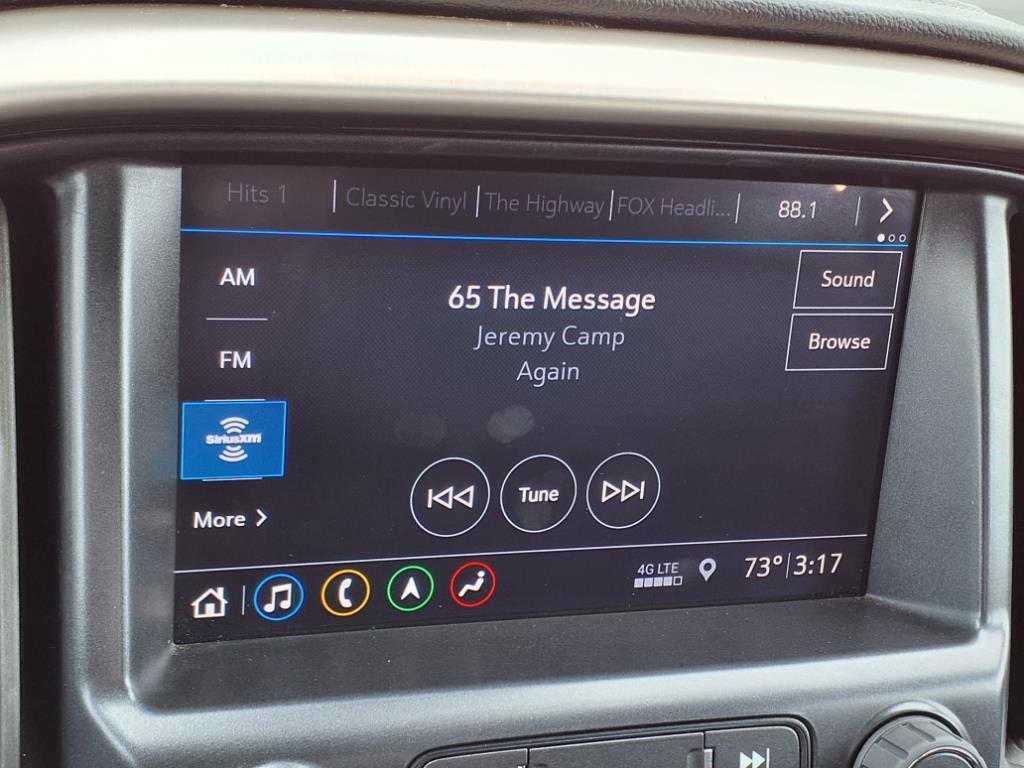 Hits 1 Classic Vinyl The Highway FOX Headli... 88.1
AM
65 The Message
Sound
Jeremy Camp
Browse
FM
Again
SiriusXM
Tune
More
4G LTE
73° 3:17